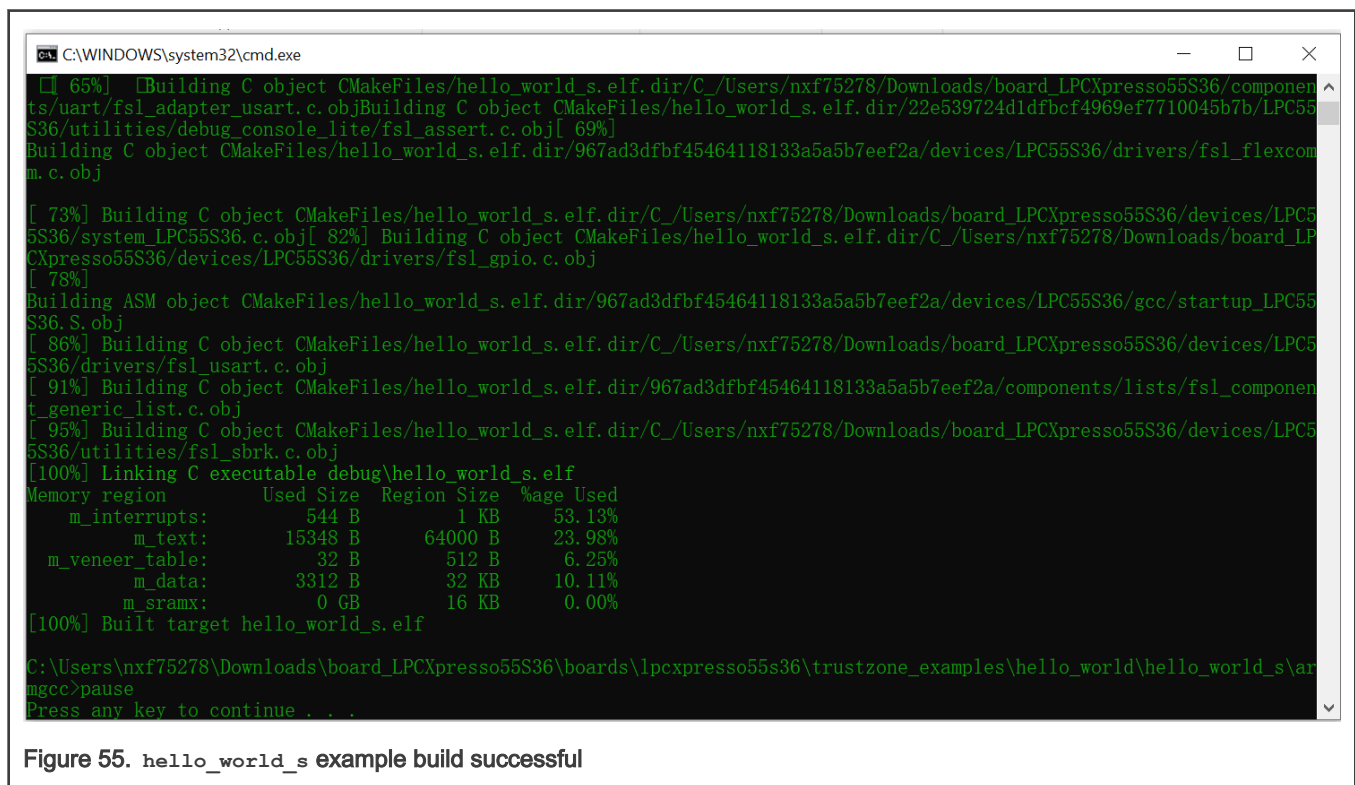 C:\WINDOWS\system32\cmd.exe
[ 65%] Building C object CMakeFiles/hello_world_s.elf.dir/C_/Users/nxf75278/Downloads/board_LPCXpresso55S36/componen
ts/uart/fsl_adapter_usart.c.objBuilding C object CMakeFiles/hello_world_s.elf.dir/22e539724d1dfbcf4969ef7710045b7b/LPC55
S36/utilities/debug_console_lite/fsl_assert.c.obj[ 69%]
Building C object CMakeFiles/hello_world_s.elf.dir/967ad3dfbf45464118133a5a5b7eef2a/devices/LPC55S36/drivers/fsl_flexcom
m.c.obj
[ 73%] Building C object CMakeFiles/hello_world_s.elf.dir/C_/Users/nxf75278/Downloads/board_LPCXpresso55S36/devices/LPC5
5S36/system_LPC55S36.c.obj[ 82%] Building C object CMakeFiles/hello_world_s.elf.dir/C_/Users/nxf75278/Downloads/board_LP
CXpresso55S36/devices/LPC55S36/drivers/fsl_gpio.c.obj
[ 78%]
Building ASM object CMakeFiles/hello_world_s.elf.dir/967ad3dfbf45464118133a5a5b7eef2a/devices/LPC55S36/gcc/startup_LPC55
S36.S.obj
[ 86%] Building C object CMakeFiles/hello_world_s.elf.dir/C_/Users/nxf75278/Downloads/board_LPCXpresso55S36/devices/LPC5
5S36/drivers/fsl_usart.c.obj
[ 91%] Building C object CMakeFiles/hello_world_s.elf.dir/967ad3dfbf45464118133a5a5b7eef2a/components/lists/fsl_componen
t_generic_list.c.obj
[ 95%] Building C object CMakeFiles/hello_world_s.elf.dir/C_/Users/nxf75278/Downloads/board_LPCXpresso55S36/devices/LPC5
5S36/utilities/fsl_sbrk.c.obj
[100%] Linking C executable debug\hello_world_s.elf
Memory region Used Size Region Size %age Used
m_interrupts: 544 B 1 KB 53.13%
m_text: 15348 B 64000 B 23.98%
m_veneer_table: 32 B 512 B 6.25%
m_data: 3312 B 32 KB 10.11%
m_sramx: 0 GB 16 KB 0.00%
[100%] Built target hello_world_s.elf
C:\Users\nxf75278\Downloads\board_LPCXpresso55S36\boards\lpcxpresso55s36\trustzone_examples\hello_world\hello_world_s\ar
mgcc>pause
Press any key to continue . . .
Figure 55. hello_world_s example build successful